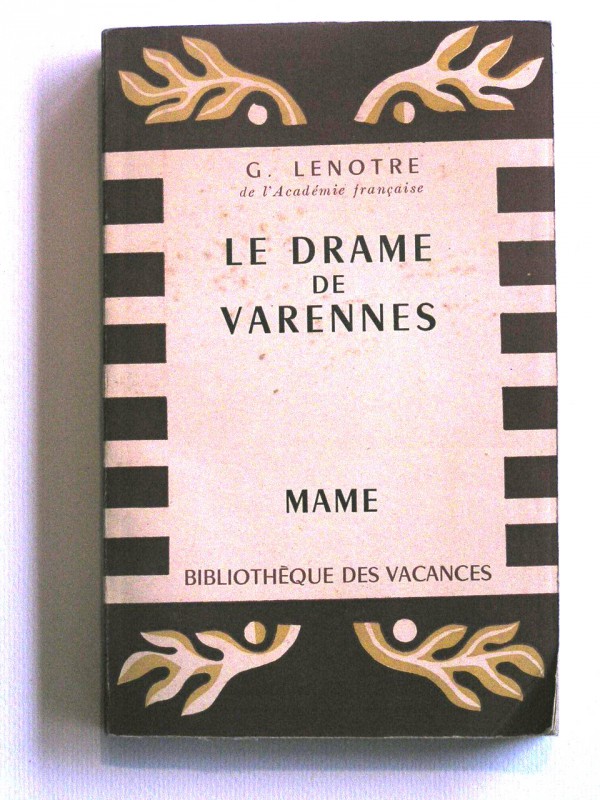 G. LENOTRE
de l'Académie française
LE DRAME
DE
VARENNES
MAME
BIBLIOTHÈQUE DES VACANCES